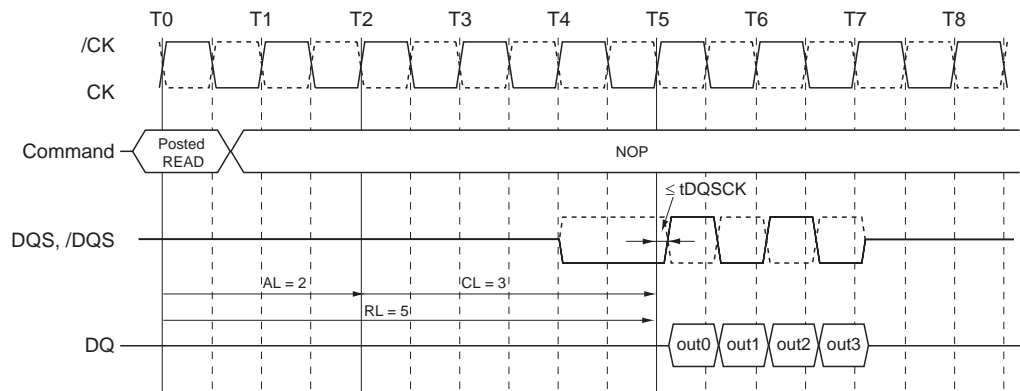 T0 T1 T2 T3 T4 T5 T6 T7 T8
/CK
CK
Command
Posted
READ
NOP
≤ tDQSCK
DQS, /DQS
AL = 2
CL = 3
RL = 5
DQ
out0 out1 out2 out3